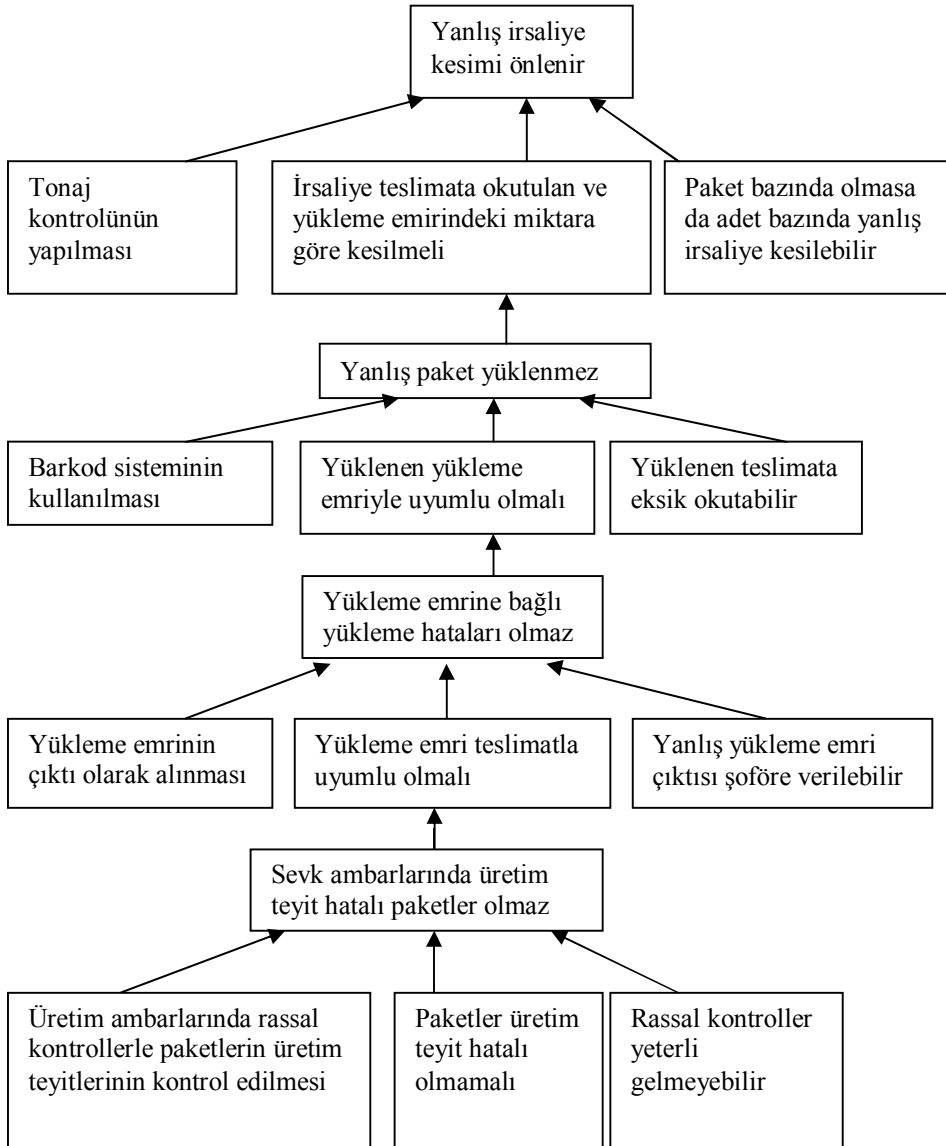 Yanlış irsaliye
kesimi önlenir
Tonaj
kontrolünün
yapılması
İrsaliye teslimata okutulan ve
yükleme emirindeki miktara
göre kesilmeli
Paket bazında olmasa
da adet bazında yanlış
irsaliye kesilebilir
Yanlış paket yüklenmez
Barkod sisteminin
kullanılması
Yüklenen yükleme
emriyle uyumlu olmalı
Yüklenen teslimata
eksik okutabilir
Yükleme emrine bağlı
yükleme hataları olmaz
Yükleme emrinin
çıktı olarak alınması
Yükleme emri teslimatla
uyumlu olmalı
Yanlış yükleme emri
çıktısı şoföre verilebilir
Sevk ambarlarında üretim
teyit hatalı paketler olmaz
Üretim ambarlarında rassal
kontrollerle paketlerin üretim
teyitlerinin kontrol edilmesi
Paketler üretim
teyit hatalı
olmamalı
Rassal kontroller
yeterli
gelmeyebilir